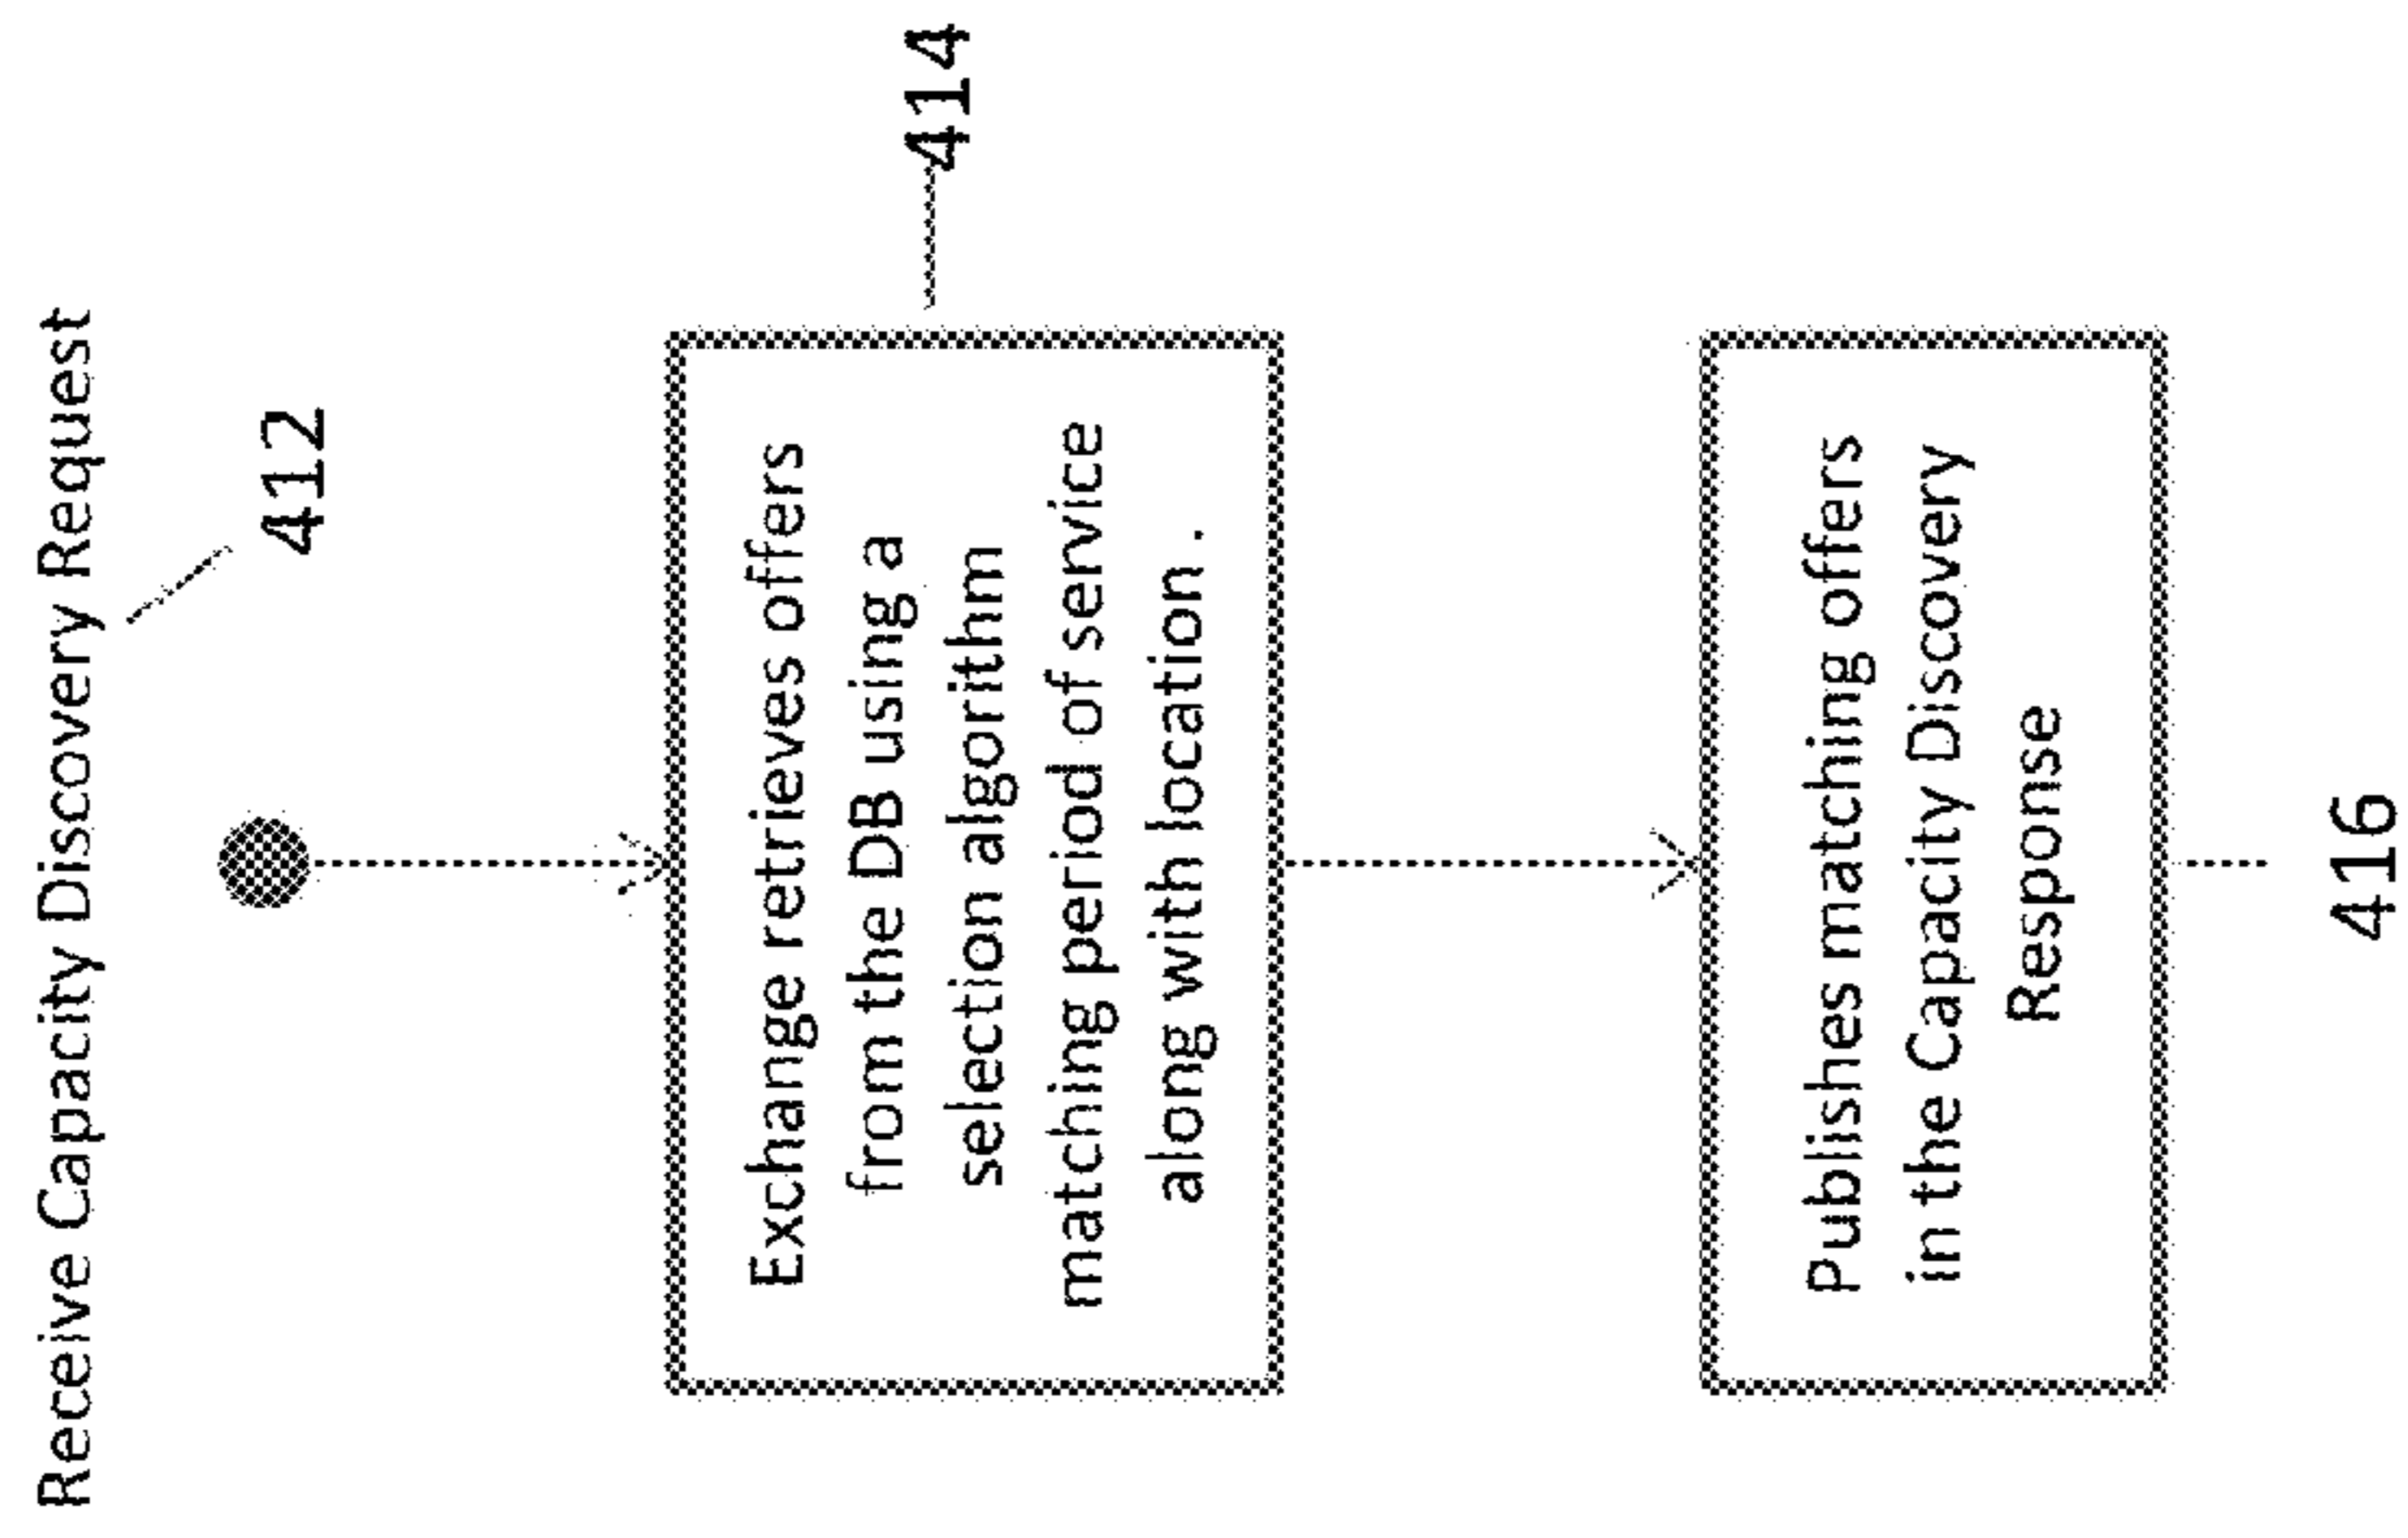 Receive Capacity Discovery Request
412
Exchange retrieves offers
from the DB using a
selection algorithm
matching period of service
along with location .
414
Publishes matching offers
in the Capacity Discovery
Response
416